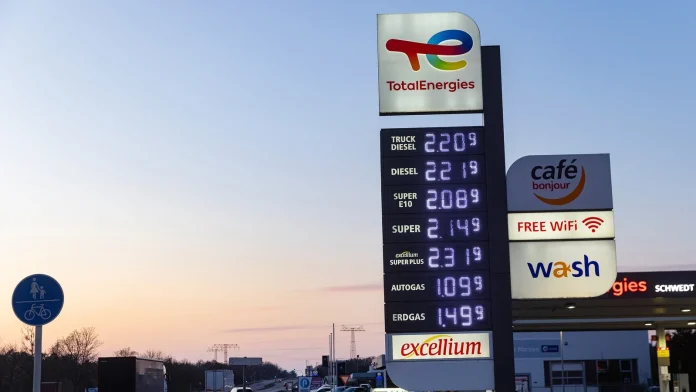 TotalEnergies
TRUCK DIESEL 2.20⁹
DIESEL 2.21⁹
SUPER E10 2.08⁹
SUPER 2.14⁹
excellium SUPER PLUS 2.31⁹
AUTOGAS 1.09⁹
ERDGAS 1.49⁹
excellium
café
bonjour
FREE WiFi
wash
gies SCHWEDT